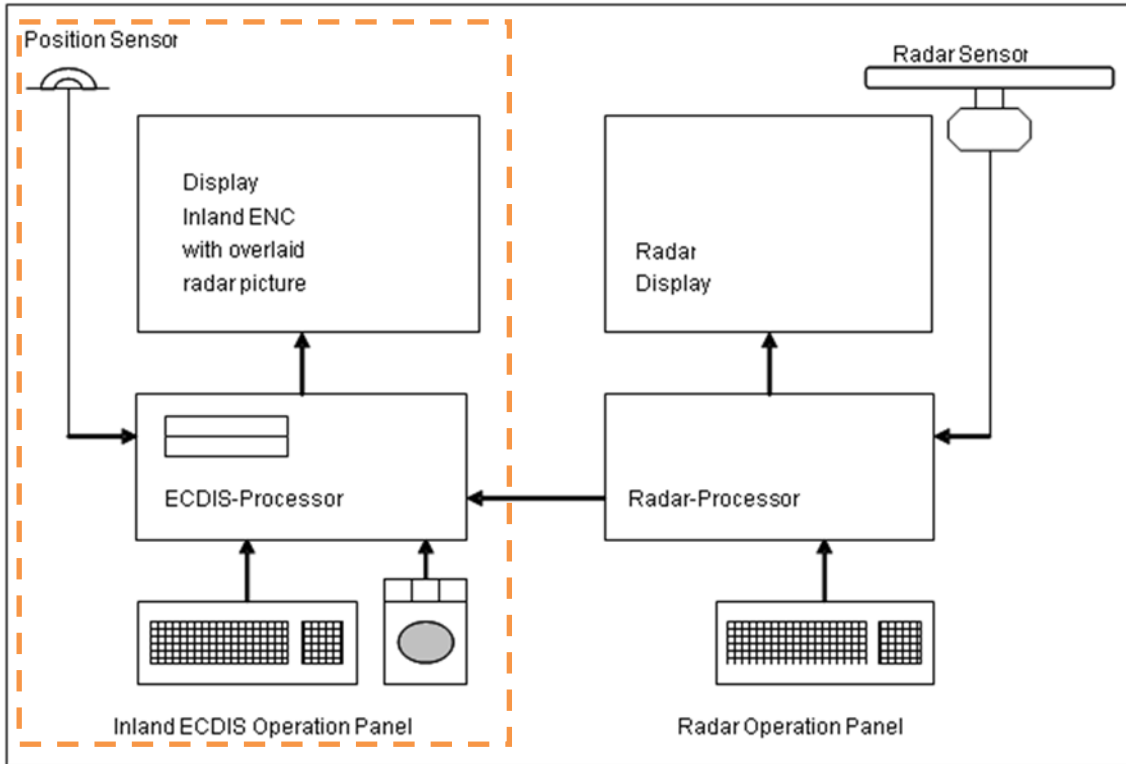 Position Sensor
Radar Sensor
Display
Inland ENC
with overlaid
radar picture
Radar
Display
ECDIS-Processor
Radar-Processor
Inland ECDIS Operation Panel
Radar Operation Panel